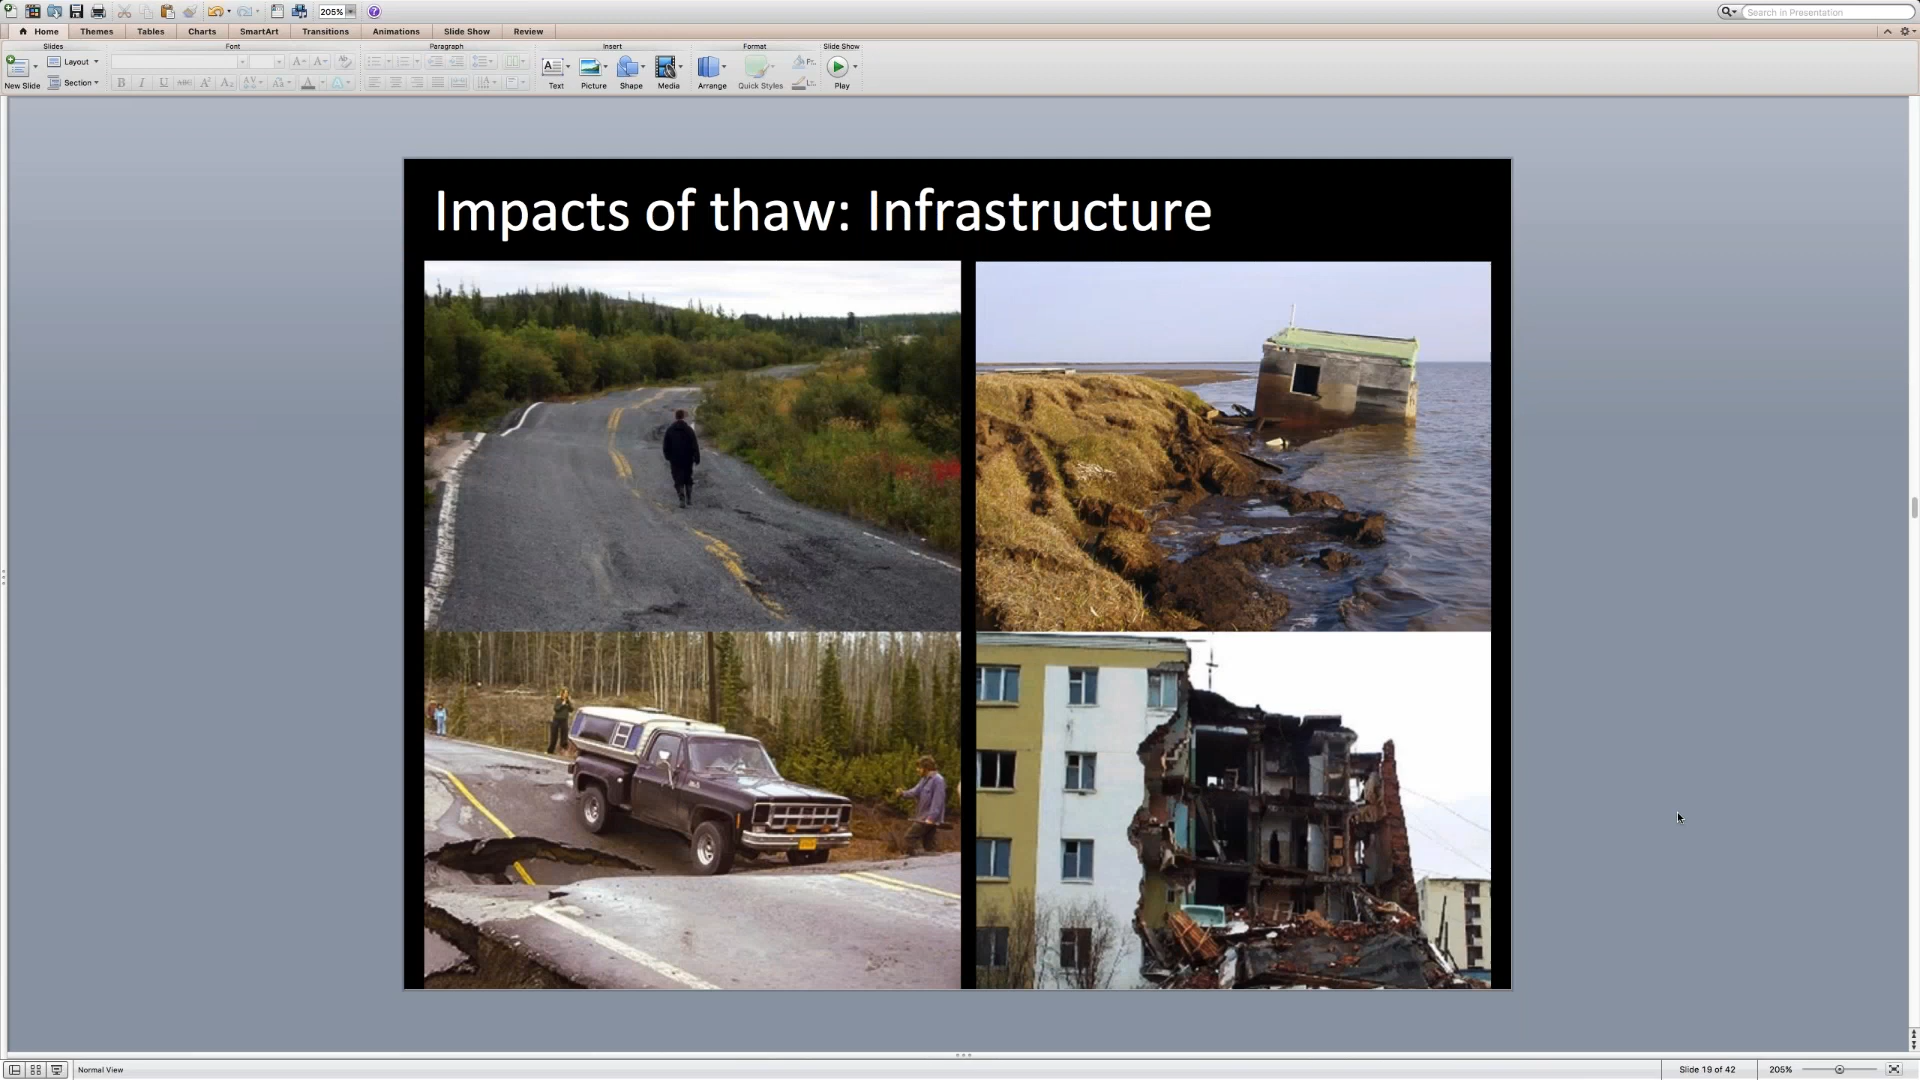 205%
Search in Presentation
Home
Themes
Tables
Charts
SmartArt
Transitions
Animations
Slide Show
Review
Slides
Font
Paragraph
Insert
Format
Slide Show
Layout
Section
New Slide
Text
Picture
Shape
Media
Arrange
Quick Styles
Play
Impacts of thaw: Infrastructure
Normal View
Slide 19 of 42
205%